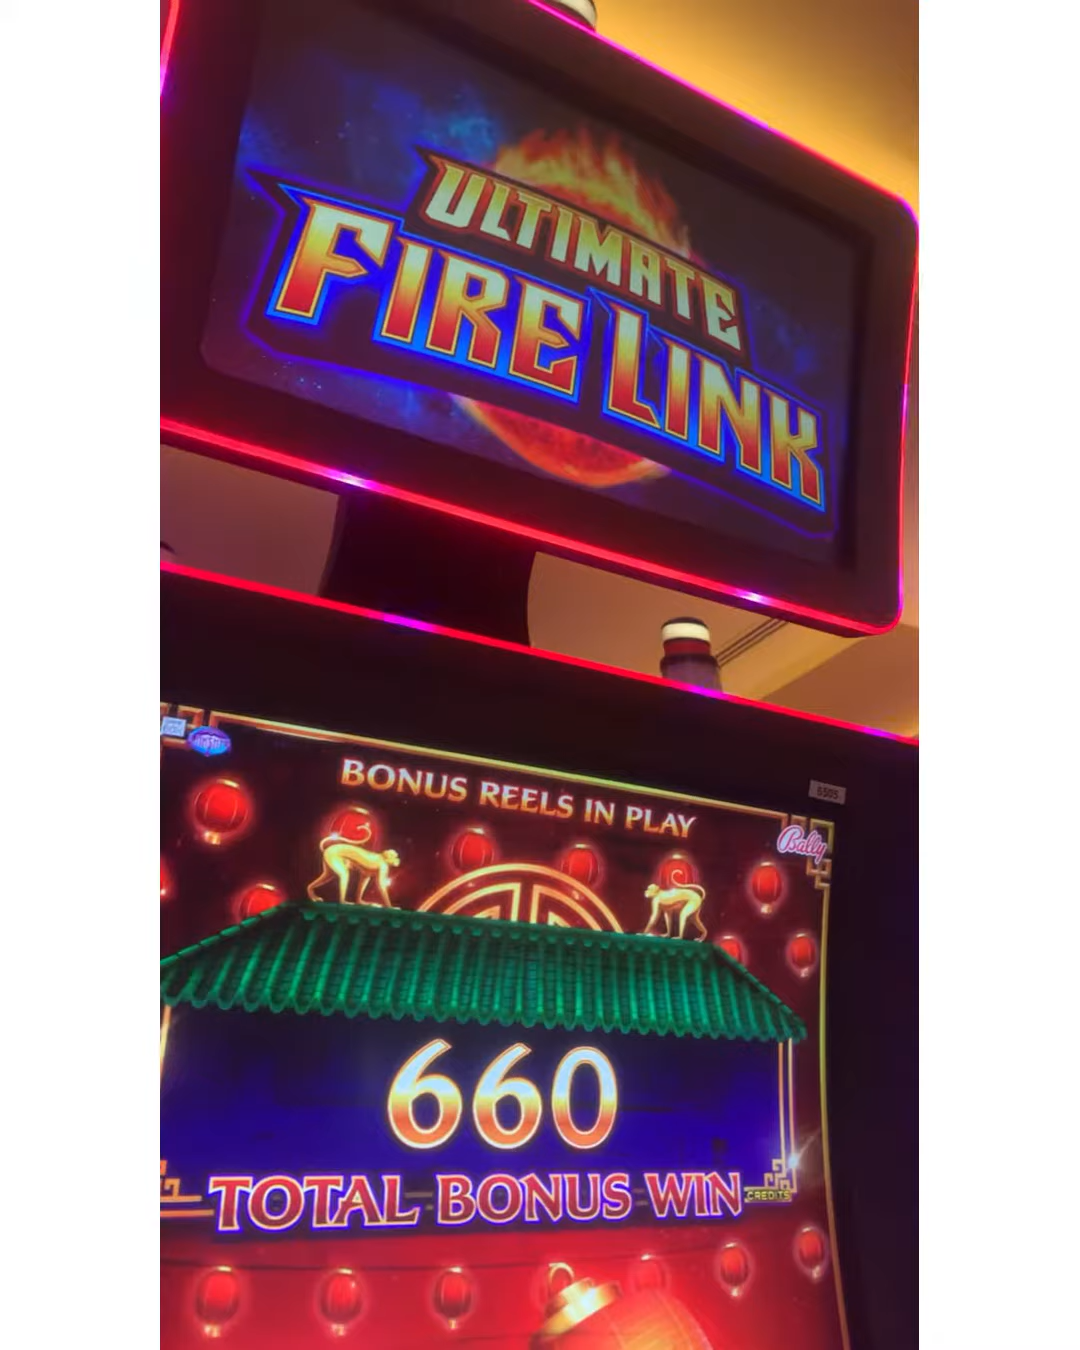 ULTIMATE
FIRE LINK
BONUS REELS IN PLAY
Bally
660
TOTAL BONUS WIN
CREDITS